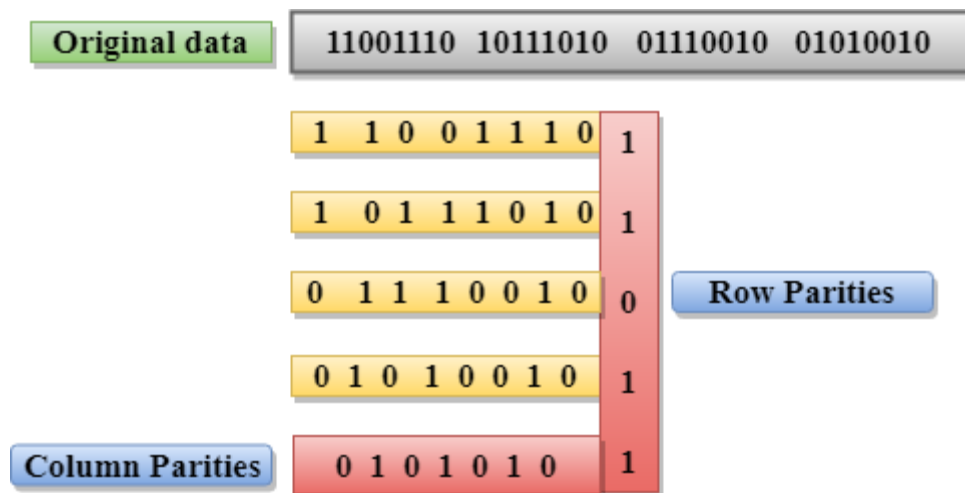 Original data 11001110 10111010 01110010 01010010
1 1 0 0 1 1 1 0 1
1 0 1 1 1 0 1 0 1
0 1 1 1 0 0 1 0 0 Row Parities
0 1 0 1 0 0 1 0 1
Column Parities 0 1 0 1 0 1 0 1